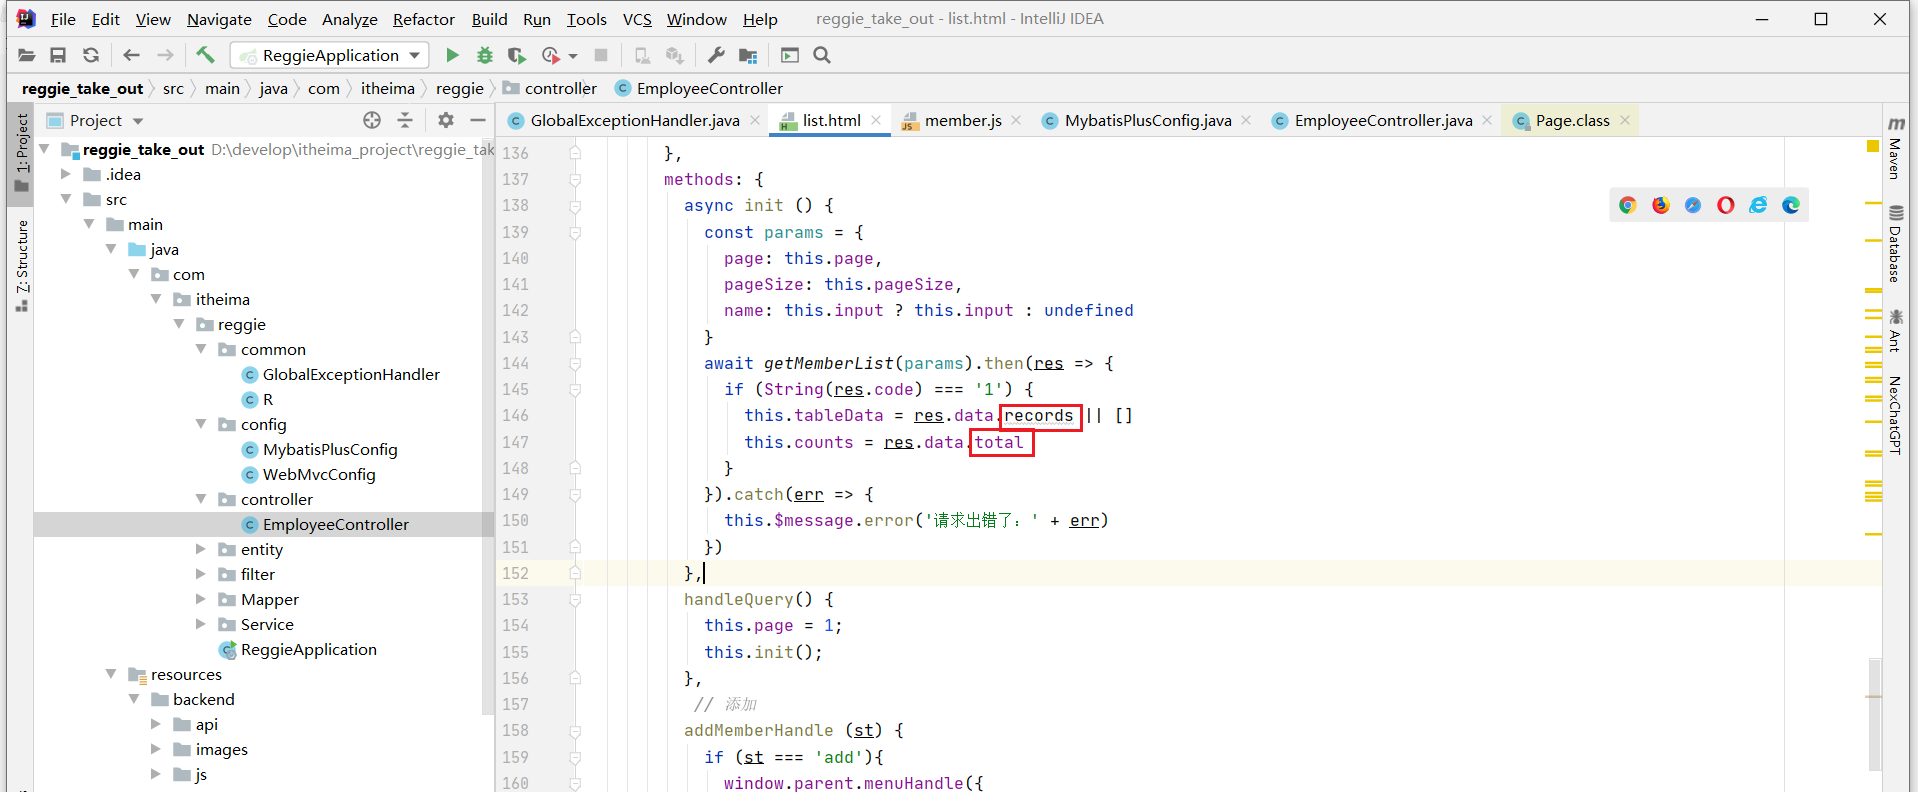 File Edit View Navigate Code Analyze Refactor Build Run Tools VCS Window Help reggie_take_out - list.html - IntelliJ IDEA
ReggieApplication
reggie_take_out src main java com itheima reggie controller EmployeeController
Project
GlobalExceptionHandler.java list.html member.js MybatisPlusConfig.java EmployeeController.java Page.class
1: Project
Z: Structure
reggie_take_out D:\develop\itheima_project\reggie_tak
.idea
src
main
java
com
itheima
reggie
common
GlobalExceptionHandler
R
config
MybatisPlusConfig
WebMvcConfig
controller
EmployeeController
entity
filter
Mapper
Service
ReggieApplication
resources
backend
api
images
js
136 },
137 methods: {
138 async init () {
139 const params = {
140 page: this.page,
141 pageSize: this.pageSize,
142 name: this.input ? this.input : undefined
143 }
144 await getMemberList(params).then(res => {
145 if (String(res.code) === '1') {
146 this.tableData = res.data.records || []
147 this.counts = res.data.total
148 }
149 }).catch(err => {
150 this.$message.error('请求出错了：' + err)
151 })
152 },
153 handleQuery() {
154 this.page = 1;
155 this.init();
156 },
157 // 添加
158 addMemberHandle (st) {
159 if (st === 'add'){
160 window.parent.menuHandle({
Maven
Database
Ant
NexChatGPT